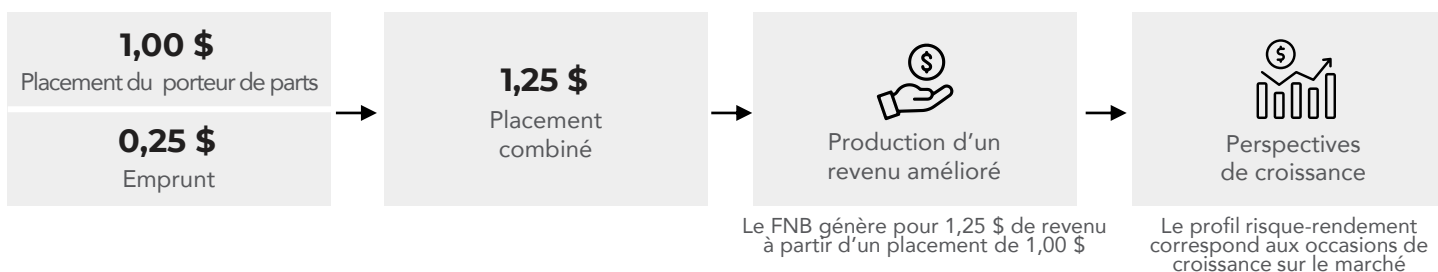 1,00 $
Placement du porteur de parts
0,25 $
Emprunt
1,25 $
Placement
combiné
$
Production d’un
revenu amélioré
Le FNB génère pour 1,25 $ de revenu
à partir d’un placement de 1,00 $
$
Perspectives
de croissance
Le profil risque-rendement
correspond aux occasions de
croissance sur le marché